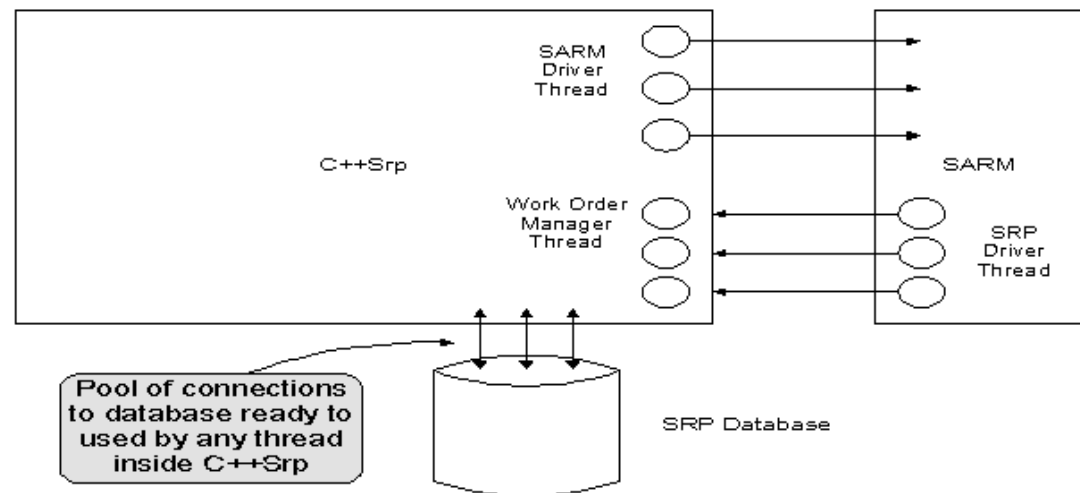 SARM
Driver
Thread
C++Srp
SARM
Work Order
Manager
Thread
SRP
Driver
Thread
Pool of connections
to database ready to
used by any thread
inside C++Srp
SRP Database